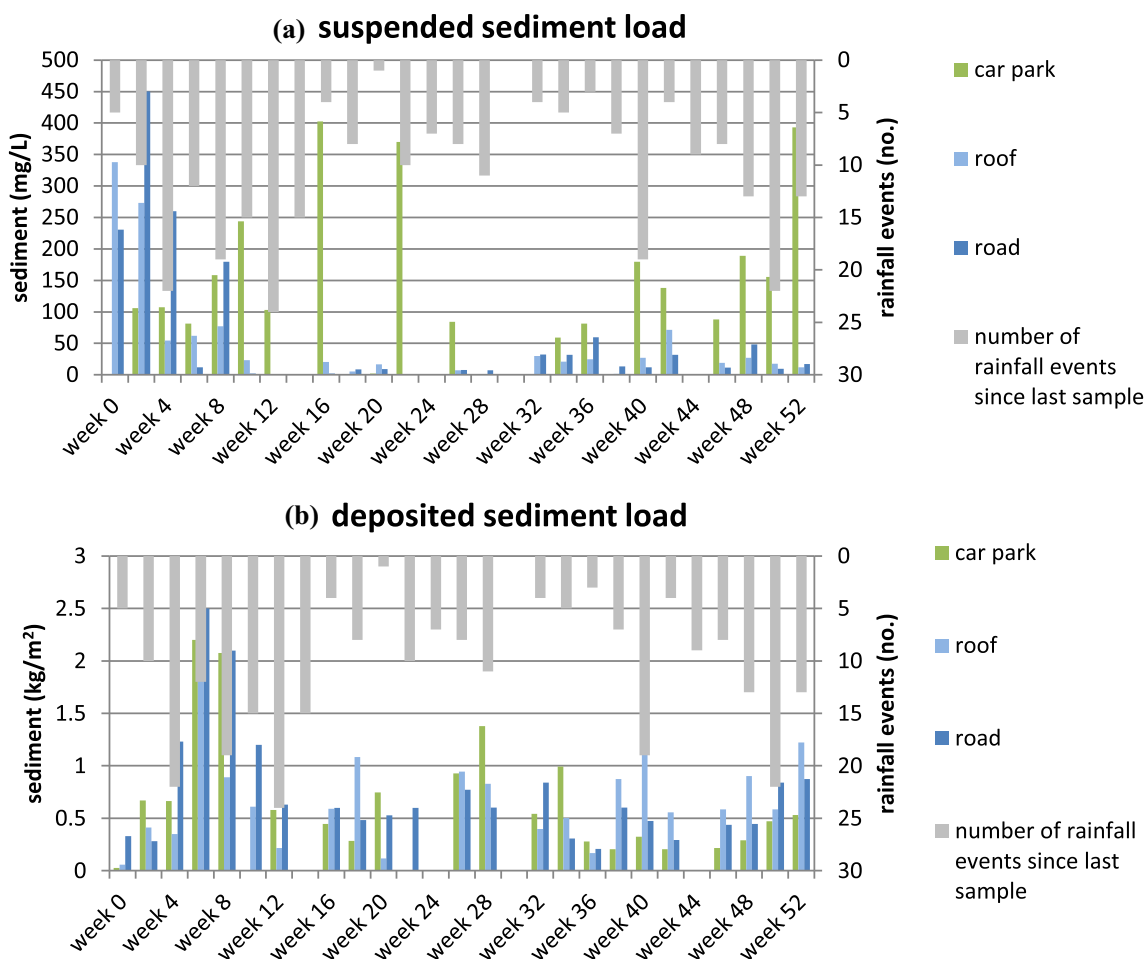 (a) suspended sediment load
500
450
400
350
300
250
200
150
100
50
0
sediment (mg/L)
0
5
10
15
20
25
30
rainfall events (no.)
week 0
week 4
week 8
week 12
week 16
week 20
week 24
week 28
week 32
week 36
week 40
week 44
week 48
week 52
car park
roof
road
number of
rainfall events
since last sample
(b) deposited sediment load
3
2.5
2
1.5
1
0.5
0
sediment (kg/m²)
0
5
10
15
20
25
30
rainfall events (no.)
week 0
week 4
week 8
week 12
week 16
week 20
week 24
week 28
week 32
week 36
week 40
week 44
week 48
week 52
car park
roof
road
number of rainfall
events since last
sample